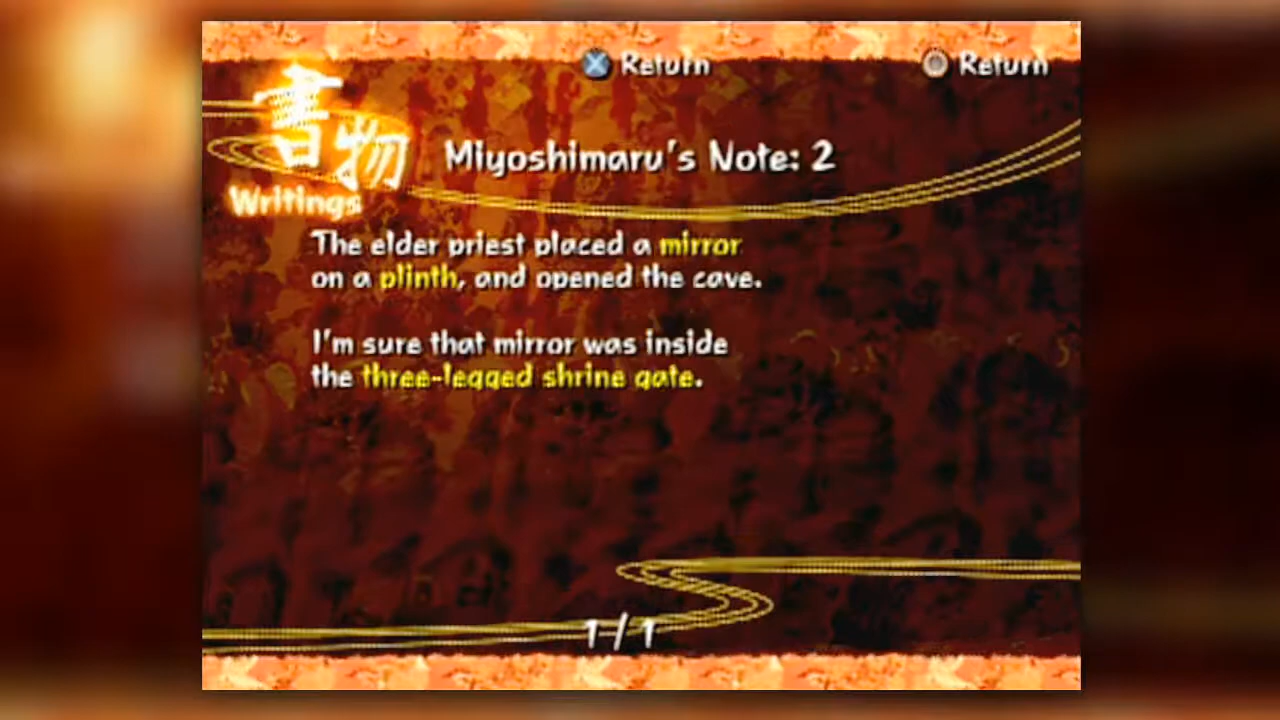 Return
Return
書物
Writings
Miyoshimaru's Note: 2
The elder priest placed a mirror
on a plinth, and opened the cave.
I'm sure that mirror was inside
the three-legged shrine gate.
1/1